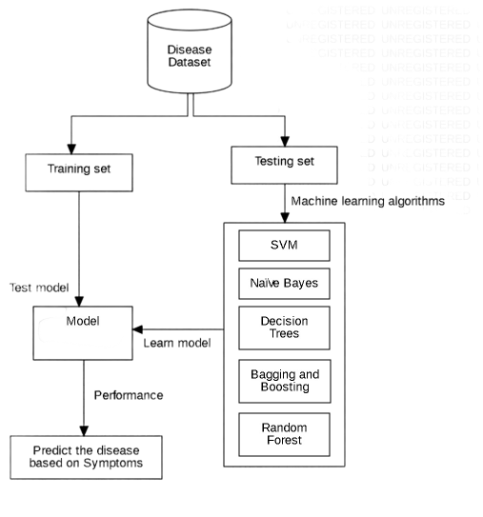 Disease
Dataset
Training set
Testing set
Machine learning algorithms
SVM
Naïve Bayes
Test model
Model
Decision
Trees
Learn model
Bagging and
Boosting
Performance
Random
Forest
Predict the disease
based on Symptoms